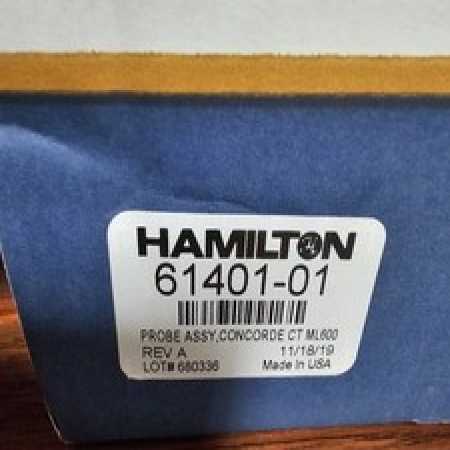 HAMILTON
61401-01
PROBE ASSY,CONCORDE CT ML600
REV A 11/18/19
LOT# 680336 Made In USA